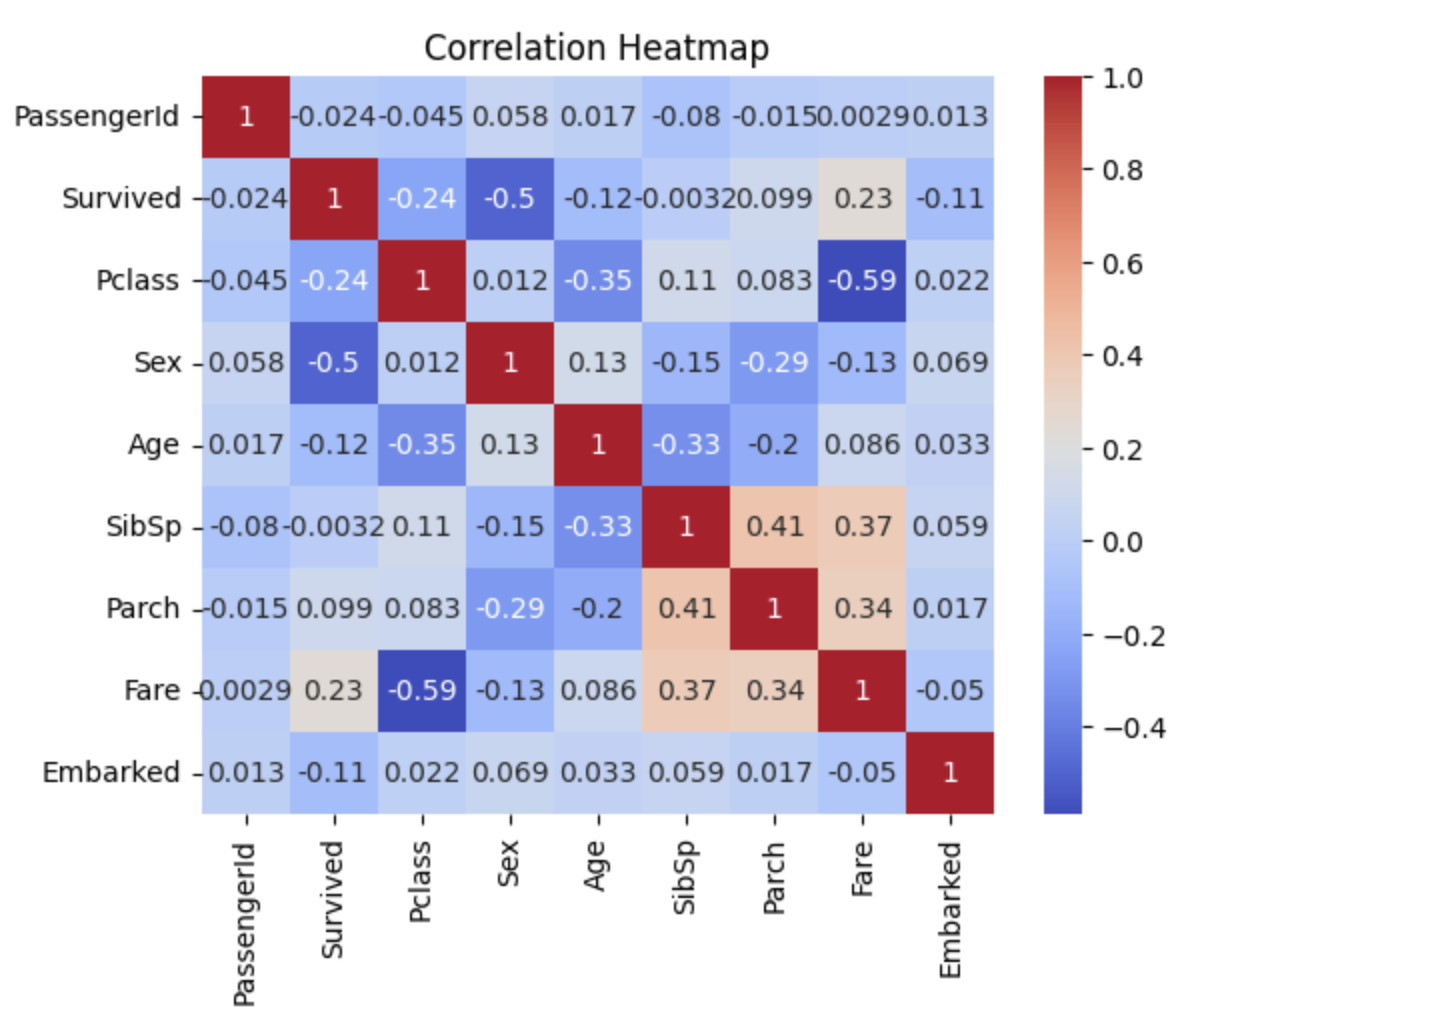 Correlation Heatmap
PassengerId 1 -0.024 -0.045 0.058 0.017 -0.08 -0.015 0.0029 0.013
Survived -0.024 1 -0.24 -0.5 -0.12 -0.0032 0.099 0.23 -0.11
Pclass -0.045 -0.24 1 0.012 -0.35 0.11 0.083 -0.59 0.022
Sex 0.058 -0.5 0.012 1 0.13 -0.15 -0.29 -0.13 0.069
Age 0.017 -0.12 -0.35 0.13 1 -0.33 -0.2 0.086 0.033
SibSp -0.08 -0.0032 0.11 -0.15 -0.33 1 0.41 0.37 0.059
Parch -0.015 0.099 0.083 -0.29 -0.2 0.41 1 0.34 0.017
Fare 0.0029 0.23 -0.59 -0.13 0.086 0.37 0.34 1 -0.05
Embarked 0.013 -0.11 0.022 0.069 0.033 0.059 0.017 -0.05 1
PassengerId Survived Pclass Sex Age SibSp Parch Fare Embarked
1.0
0.8
0.6
0.4
0.2
0.0
−0.2
−0.4